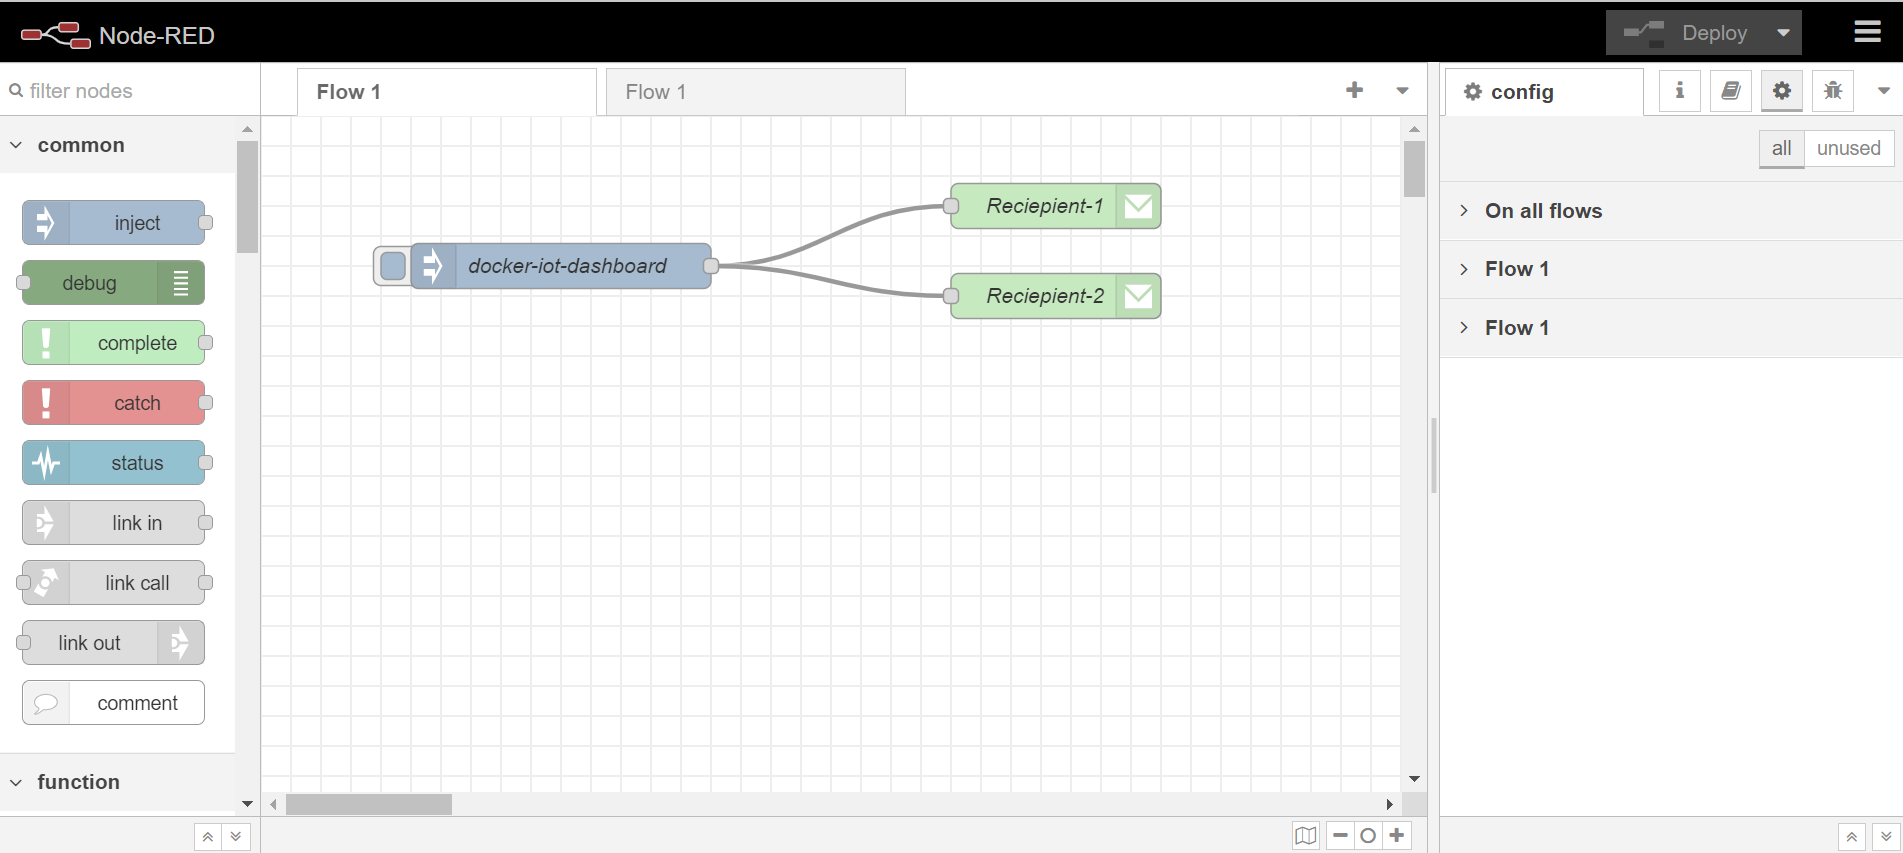 Node-RED
Deploy
filter nodes
Flow 1
Flow 1
config
all
unused
common
inject
debug
complete
catch
status
link in
link call
link out
comment
function
docker-iot-dashboard
Reciepient-1
Reciepient-2
On all flows
Flow 1
Flow 1